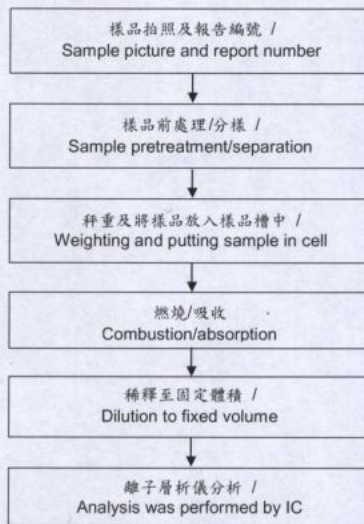 樣品拍照及報告編號 /
Sample picture and report number
樣品前處理/分樣 /
Sample pretreatment/separation
秤重及將樣品放入樣品槽中 /
Weighting and putting sample in cell
燃燒/吸收
Combustion/absorption
稀釋至固定體積 /
Dilution to fixed volume
離子層析儀分析 /
Analysis was performed by IC